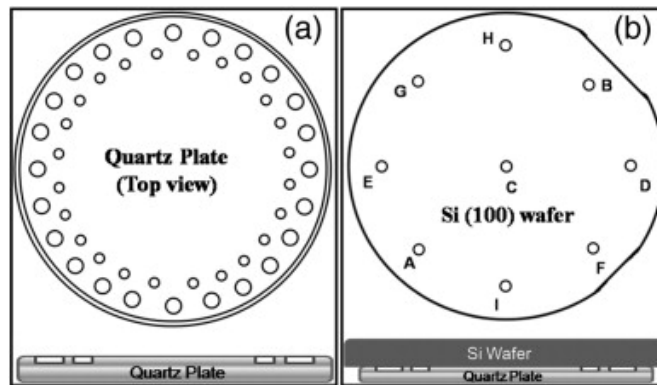 (a)
Quartz Plate
(Top view)
Quartz Plate
(b)
H
G
B
E
C
D
Si (100) wafer
A
F
I
Si Wafer
Quartz Plate